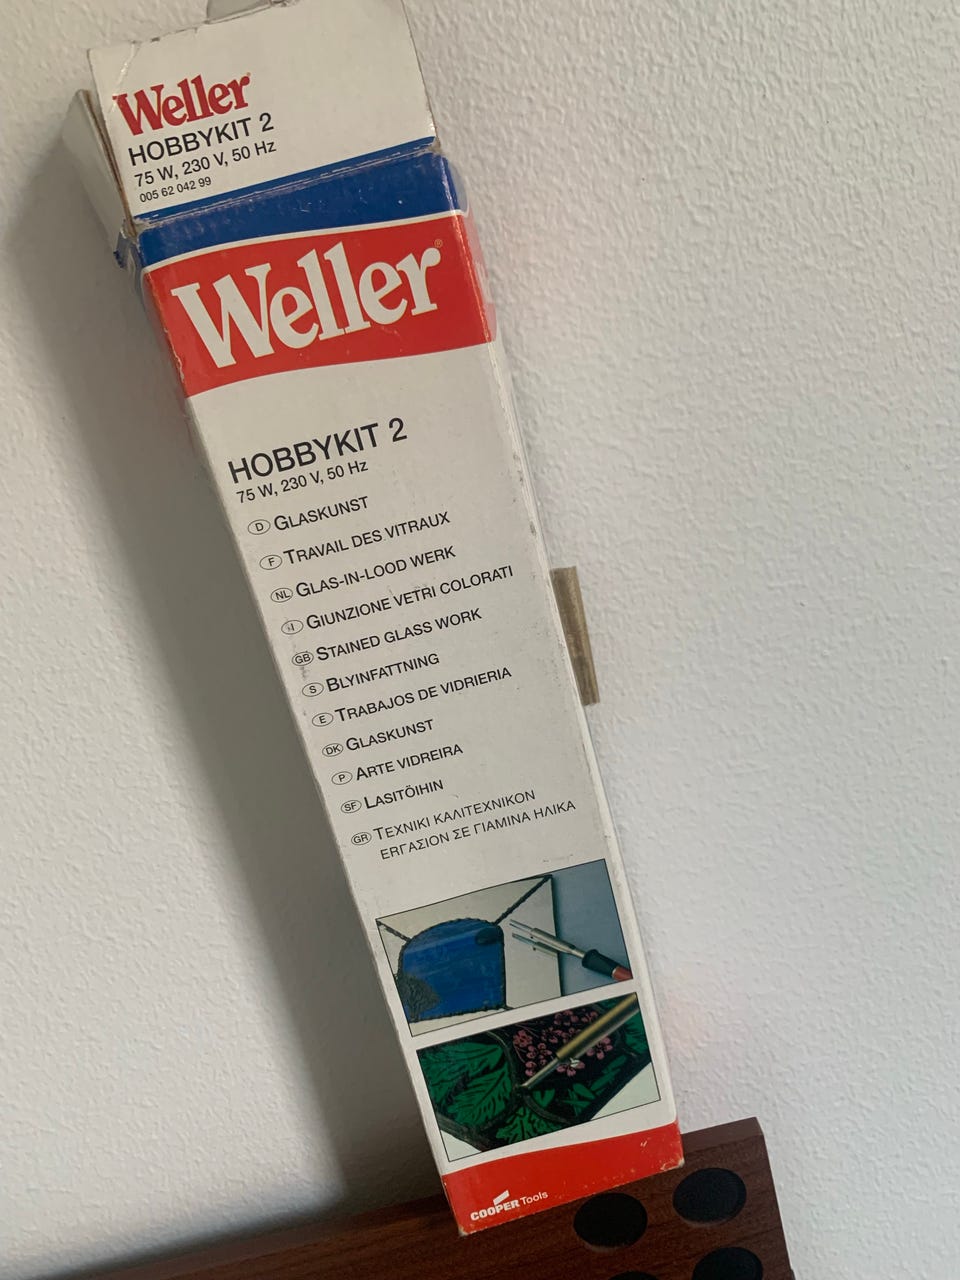 Weller®
HOBBYKIT 2
75 W, 230 V, 50 Hz
005 62 042 99
Weller®
HOBBYKIT 2
75 W, 230 V, 50 Hz
D GLASKUNST
F TRAVAIL DES VITRAUX
NL GLAS-IN-LOOD WERK
I GIUNZIONE VETRI COLORATI
GB STAINED GLASS WORK
S BLYINFATTNING
E TRABAJOS DE VIDRIERIA
DK GLASKUNST
P ARTE VIDREIRA
SF LASITÖIHIN
GR ΤΕΧΝΙΚΙ ΚΑΛΙΤΕΧΝΙΚΟΝ
ΕΡΓΑΣΙΟΝ ΣΕ ΓΙΑΜΙΝΑ ΗΛΙΚΑ
COOPER Tools